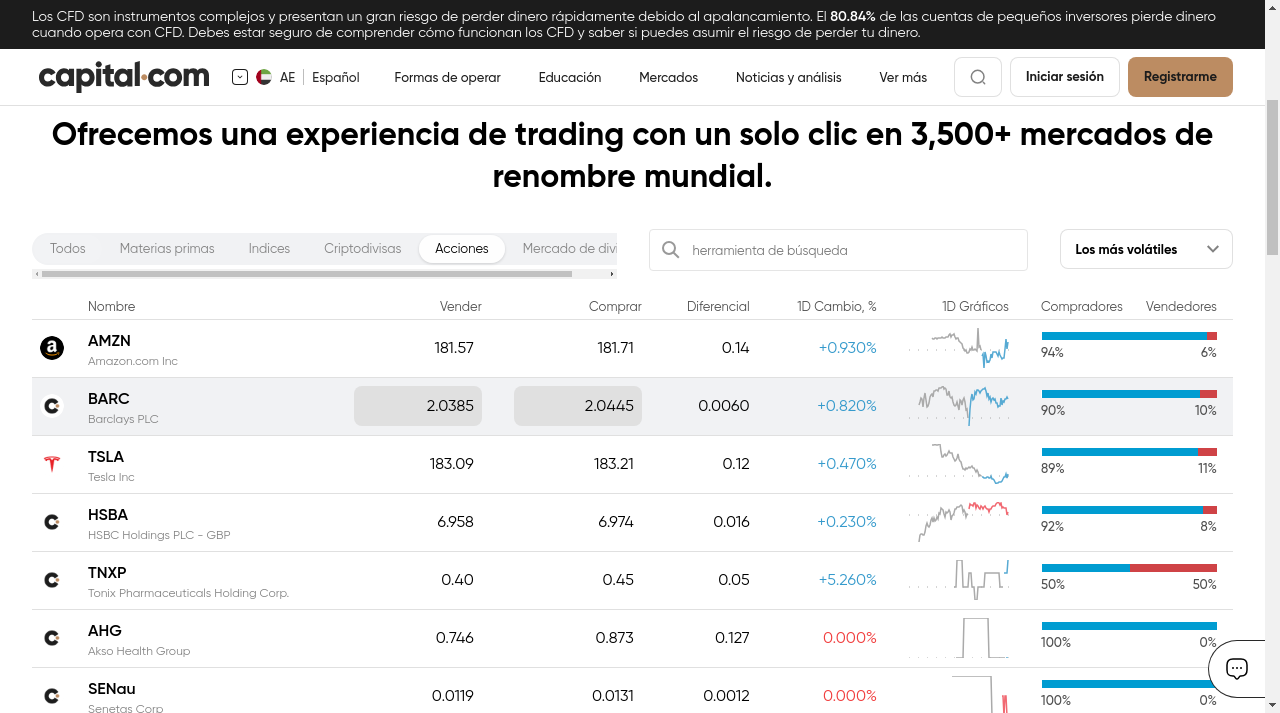 Los CFD son instrumentos complejos y presentan un gran riesgo de perder dinero rápidamente debido al apalancamiento. El 80.84% de las cuentas de pequeños inversores pierde dinero
cuando opera con CFD. Debes estar seguro de comprender cómo funcionan los CFD y saber si puedes asumir el riesgo de perder tu dinero.
capital.com AE Español Formas de operar Educación Mercados Noticias y análisis Ver más Iniciar sesión Registrarme
Ofrecemos una experiencia de trading con un solo clic en 3,500+ mercados de
renombre mundial.
Todos Materias primas Indices Criptodivisas Acciones Mercado de divi herramienta de búsqueda Los más volátiles
Nombre Vender Comprar Diferencial 1D Cambio, % 1D Gráficos Compradores Vendedores
AMZN 181.57 181.71 0.14 +0.930%
Amazon.com Inc 94% 6%
BARC 2.0385 2.0445 0.0060 +0.820%
Barclays PLC 90% 10%
TSLA 183.09 183.21 0.12 +0.470%
Tesla Inc 89% 11%
HSBA 6.958 6.974 0.016 +0.230%
HSBC Holdings PLC - GBP 92% 8%
TNXP 0.40 0.45 0.05 +5.260%
Tonix Pharmaceuticals Holding Corp. 50% 50%
AHG 0.746 0.873 0.127 0.000%
Akso Health Group 100% 0%
SENau 0.0119 0.0131 0.0012 0.000%
Senetas Corp 100% 0%